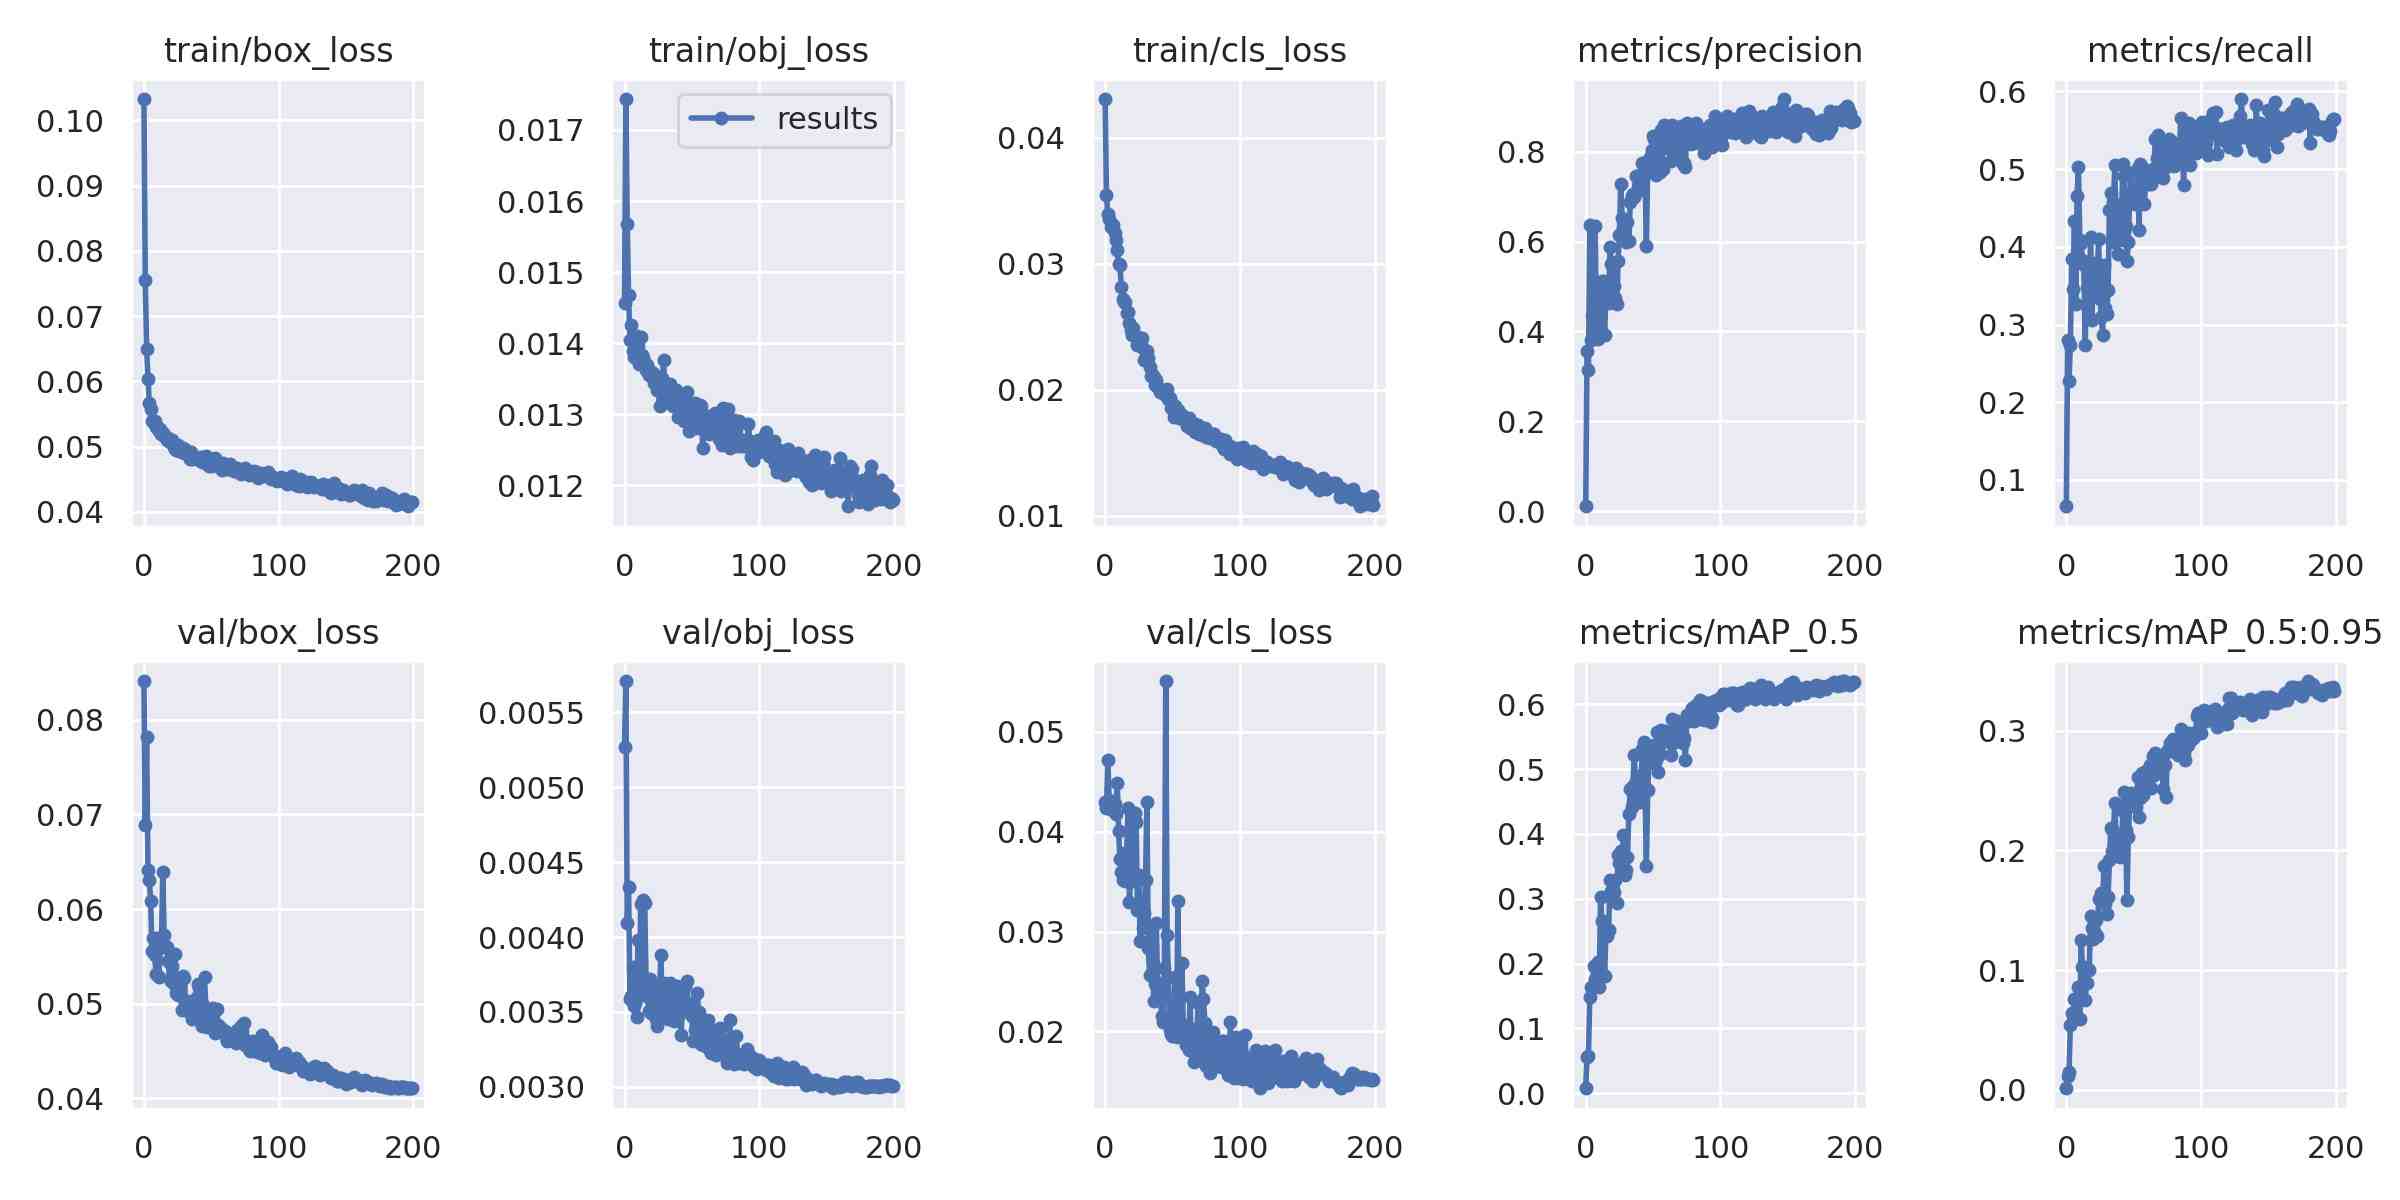 train/box_loss
0.10
0.09
0.08
0.07
0.06
0.05
0.04
0 100 200
train/obj_loss
results
0.017
0.016
0.015
0.014
0.013
0.012
0 100 200
train/cls_loss
0.04
0.03
0.02
0.01
0 100 200
metrics/precision
0.8
0.6
0.4
0.2
0.0
0 100 200
metrics/recall
0.6
0.5
0.4
0.3
0.2
0.1
0 100 200
val/box_loss
0.08
0.07
0.06
0.05
0.04
0 100 200
val/obj_loss
0.0055
0.0050
0.0045
0.0040
0.0035
0.0030
0 100 200
val/cls_loss
0.05
0.04
0.03
0.02
0 100 200
metrics/mAP_0.5
0.6
0.5
0.4
0.3
0.2
0.1
0.0
0 100 200
metrics/mAP_0.5:0.95
0.3
0.2
0.1
0.0
0 100 200